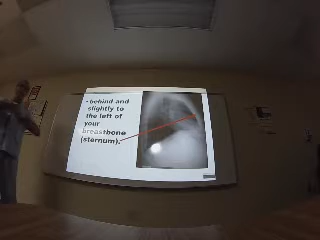 - behind and
slightly to
the left of
your
breastbone
(sternum).